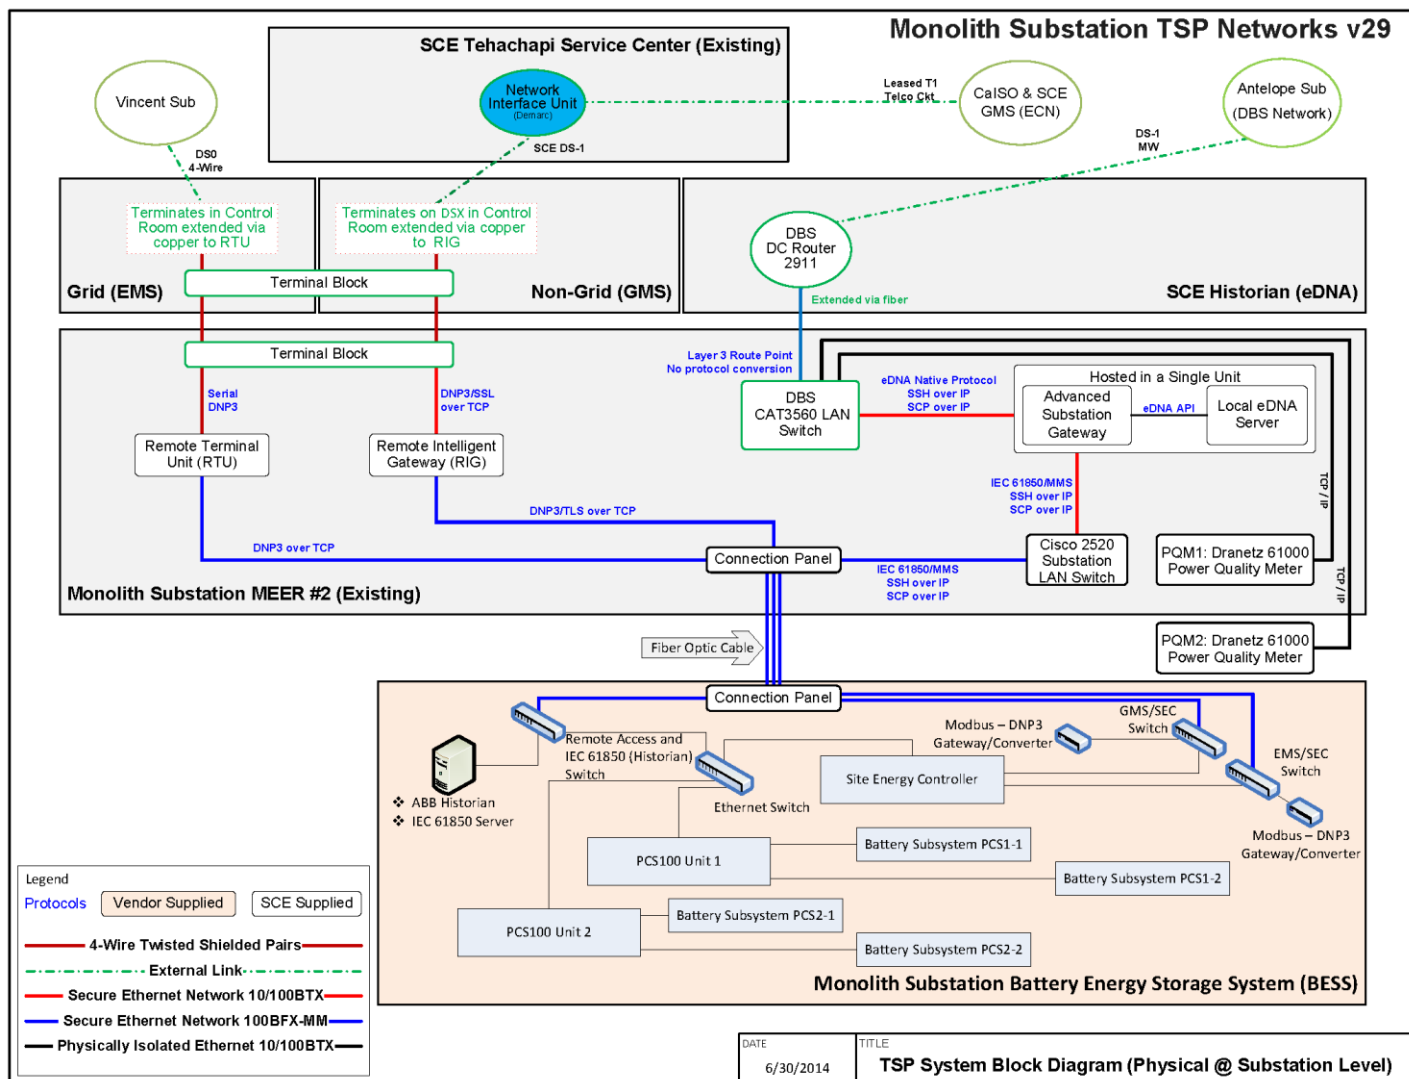 Monolith Substation TSP Networks v29
SCE Tehachapi Service Center (Existing)
Vincent Sub
Network
Interface Unit
(Demarc)
Leased T1
Telco Ckt
CaISO & SCE
GMS (ECN)
Antelope Sub
(DBS Network)
DS0
4-Wire
SCE DS-1
DS-1
MW
Terminates in Control
Room extended via
copper to RTU
Terminates on DSX in Control
Room extended via copper
to RIG
DBS
DC Router
2911
Terminal Block
Grid (EMS)
Non-Grid (GMS)
Extended via fiber
SCE Historian (eDNA)
Terminal Block
Layer 3 Route Point
No protocol conversion
Serial
DNP3
DNP3/SSL
over TCP
DBS
CAT3560 LAN
Switch
eDNA Native Protocol
SSH over IP
SCP over IP
Hosted in a Single Unit
Advanced
Substation
Gateway
eDNA API
Local eDNA
Server
Remote Terminal
Unit (RTU)
Remote Intelligent
Gateway (RIG)
IEC 61850/MMS
SSH over IP
SCP over IP
TCP / IP
DNP3/TLS over TCP
DNP3 over TCP
Connection Panel
IEC 61850/MMS
SSH over IP
SCP over IP
Cisco 2520
Substation
LAN Switch
PQM1: Dranetz 61000
Power Quality Meter
TCP / IP
Monolith Substation MEER #2 (Existing)
Fiber Optic
Cable
PQM2: Dranetz 61000
Power Quality Meter
Connection Panel
Remote Access and
IEC 61850 (Historian)
Switch
Modbus – DNP3
Gateway/Converter
GMS/SEC
Switch
EMS/SEC
Switch
❖ ABB Historian
❖ IEC 61850 Server
Ethernet Switch
Site Energy Controller
Modbus – DNP3
Gateway/Converter
PCS100 Unit 1
Battery Subsystem PCS1-1
Battery Subsystem PCS1-2
PCS100 Unit 2
Battery Subsystem PCS2-1
Battery Subsystem PCS2-2
Monolith Substation Battery Energy Storage System (BESS)
Legend
Protocols
Vendor Supplied
SCE Supplied
4-Wire Twisted Shielded Pairs
External Link
Secure Ethernet Network 10/100BTX
Secure Ethernet Network 100BFX-MM
Physically Isolated Ethernet 10/100BTX
DATE
6/30/2014
TITLE
TSP System Block Diagram (Physical @ Substation Level)